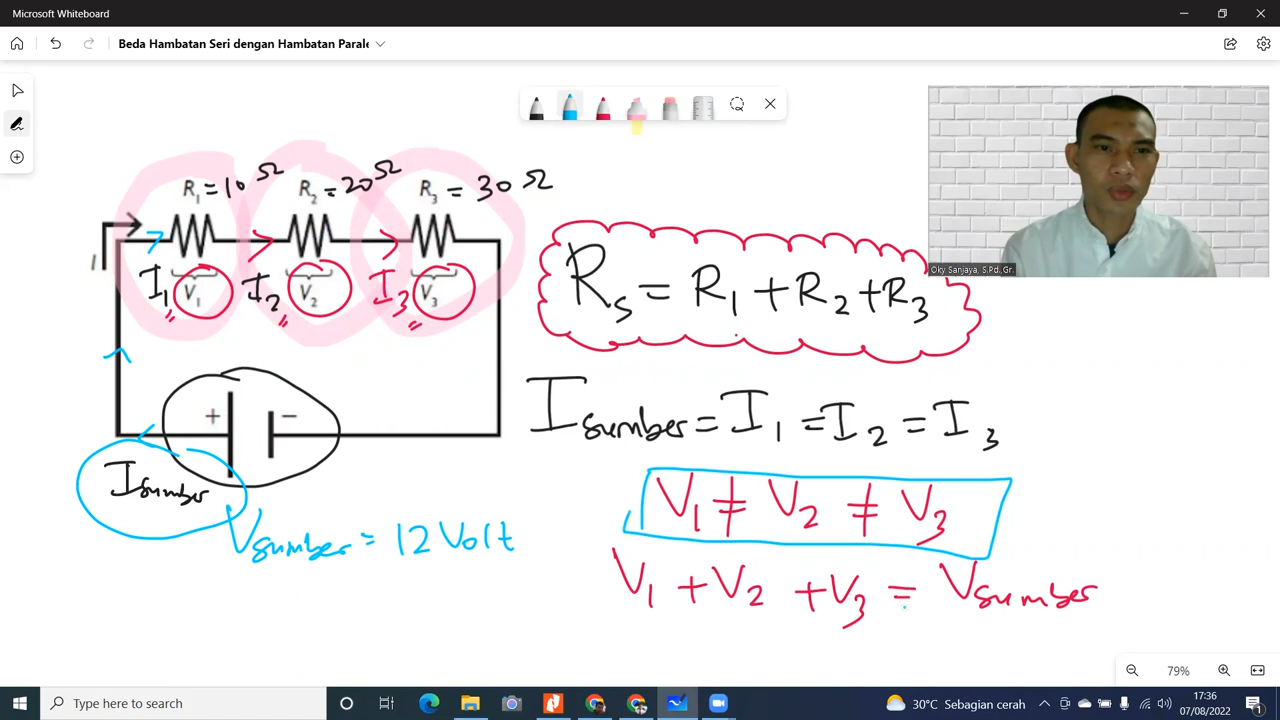 Microsoft Whiteboard
Beda Hambatan Seri dengan Hambatan Parale
R1 = 10 Ω
R2 = 20 Ω
R3 = 30 Ω
I
I1 V1
I2 V2
I3 V3
Oky Sanjaya, S.Pd. Gr.
Rs = R1 + R2 + R3
+ −
Isumber
Isumber = I1 = I2 = I3
V1 ≠ V2 ≠ V3
Vsumber = 12 Volt
V1 + V2 + V3 = Vsumber
79%
Type here to search
30°C Sebagian cerah
17:36
07/08/2022
1